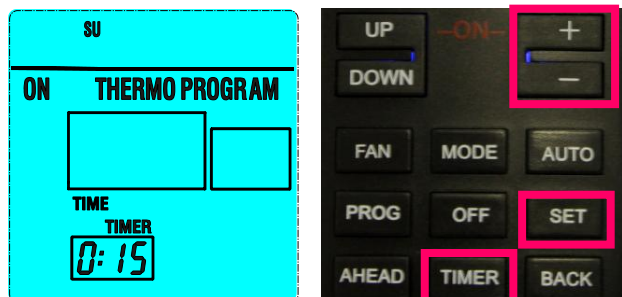 SU
ON THERMO PROGRAM
TIME
TIMER
0:15
UP -ON- +
DOWN −
FAN MODE AUTO
PROG OFF SET
AHEAD TIMER BACK